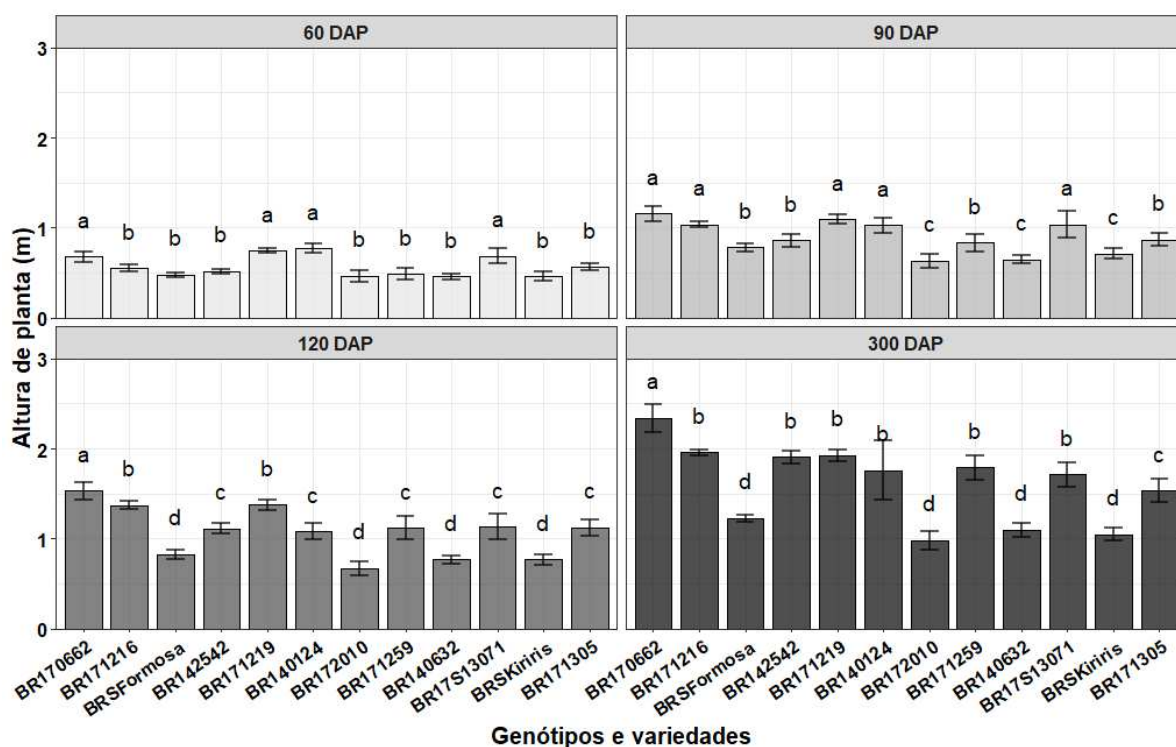 60 DAP
90 DAP
3
2
1
0
a b b b a a b b b a b b
a a b b a a c b c a c b
120 DAP
300 DAP
3
2
1
0
a b d c b c d c d c d c
a b d b b b d b d b d c
Altura de planta (m)
BR170662
BR171216
BRSFormosa
BR142542
BR171219
BR140124
BR172010
BR171259
BR140632
BR17S13071
BRSKiriris
BR171305
BR170662
BR171216
BRSFormosa
BR142542
BR171219
BR140124
BR172010
BR171259
BR140632
BR17S13071
BRSKiriris
BR171305
Genótipos e variedades